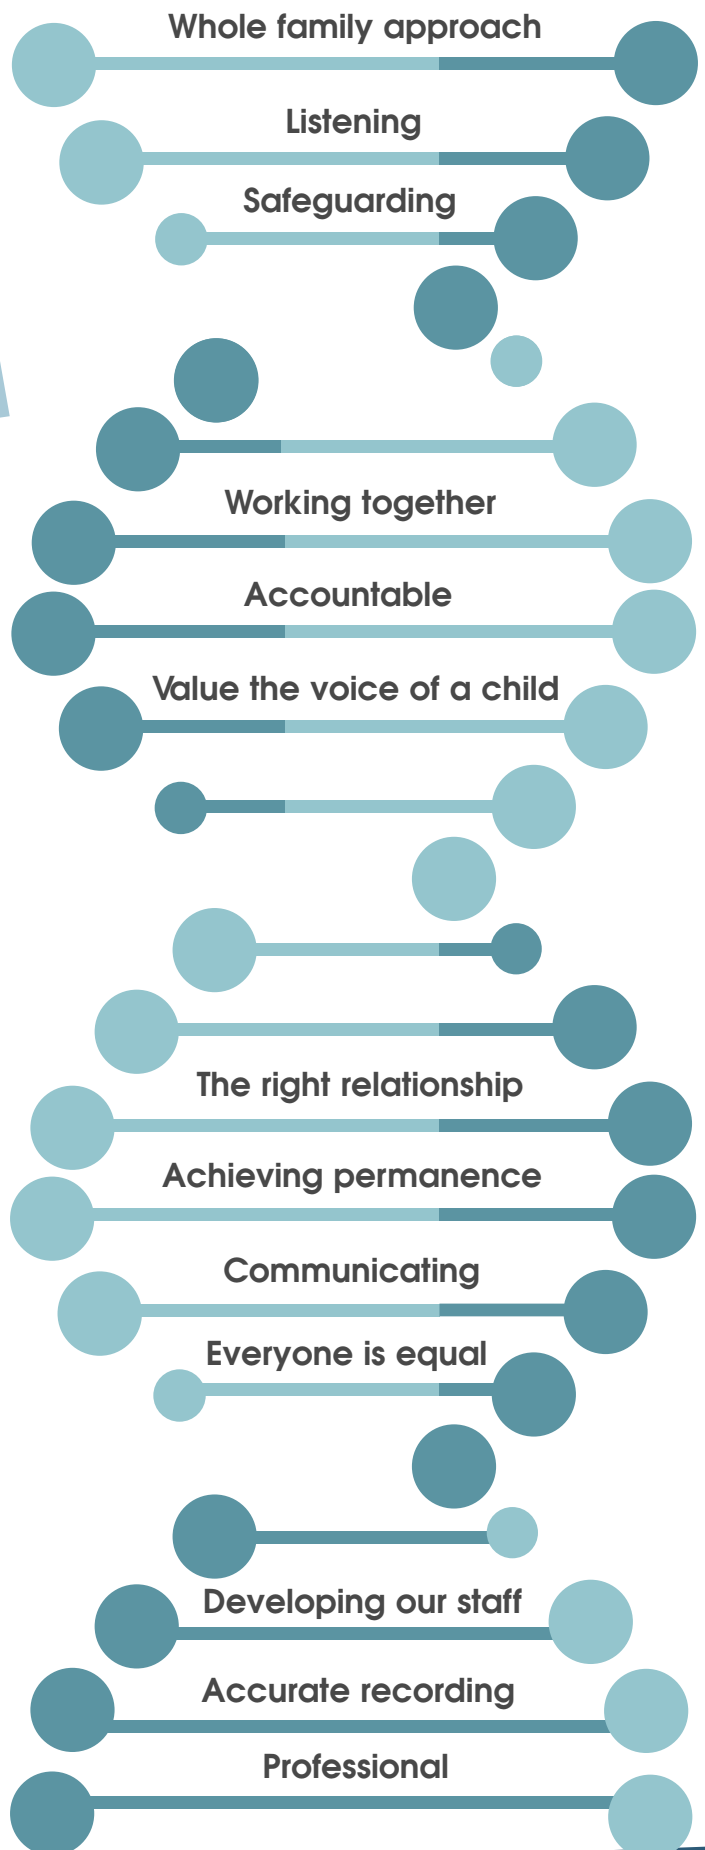 Whole family approach
Listening
Safeguarding
Working together
Accountable
Value the voice of a child
The right relationship
Achieving permanence
Communicating
Everyone is equal
Developing our staff
Accurate recording
Professional